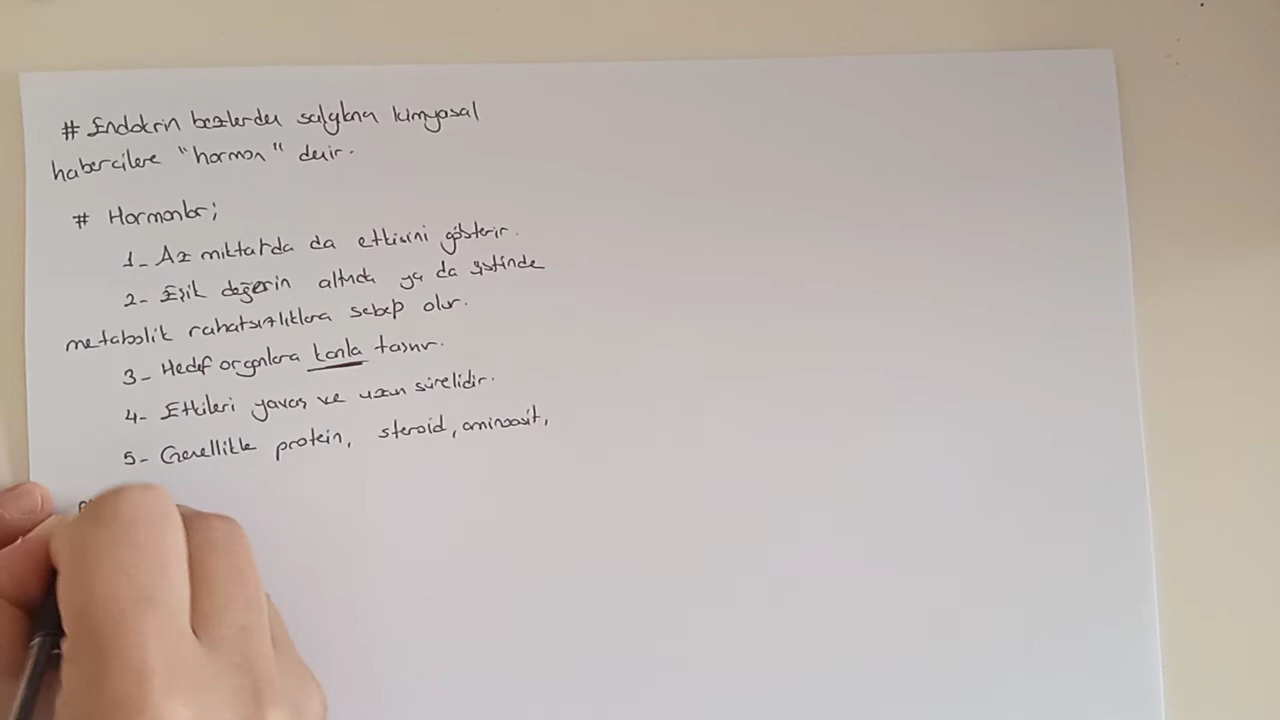 # Endokrin bezlerden salgılanan kimyasal
habercilere "hormon" denir.
# Hormonlar;
1- Az miktarda da etkisini gösterir.
2- Eşik değerin altında ya da üstünde
metabolik rahatsızlıklara sebep olur.
3- Hedef organlara kanla taşınır.
4- Etkileri yavaş ve uzun sürelidir.
5- Genellikle protein, steroid, aminoasit,